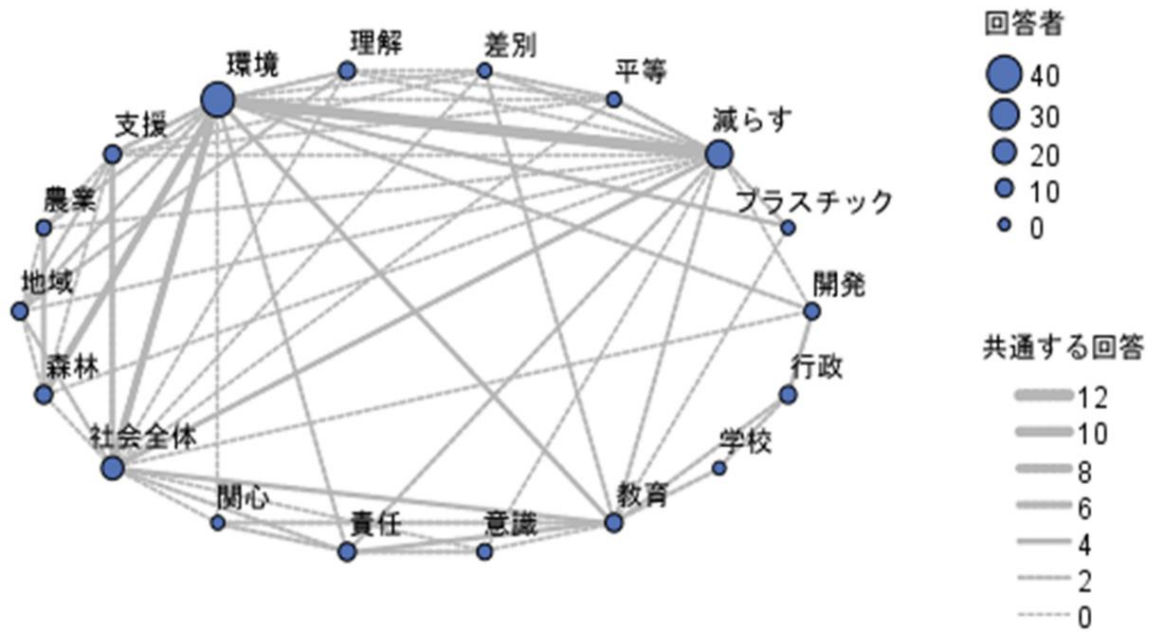 理解
差別
環境
平等
支援
減らす
農業
プラスチック
地域
開発
森林
行政
社会全体
学校
関心
責任
意識
教育
回答者
40
30
20
10
0
共通する回答
12
10
8
6
4
2
0